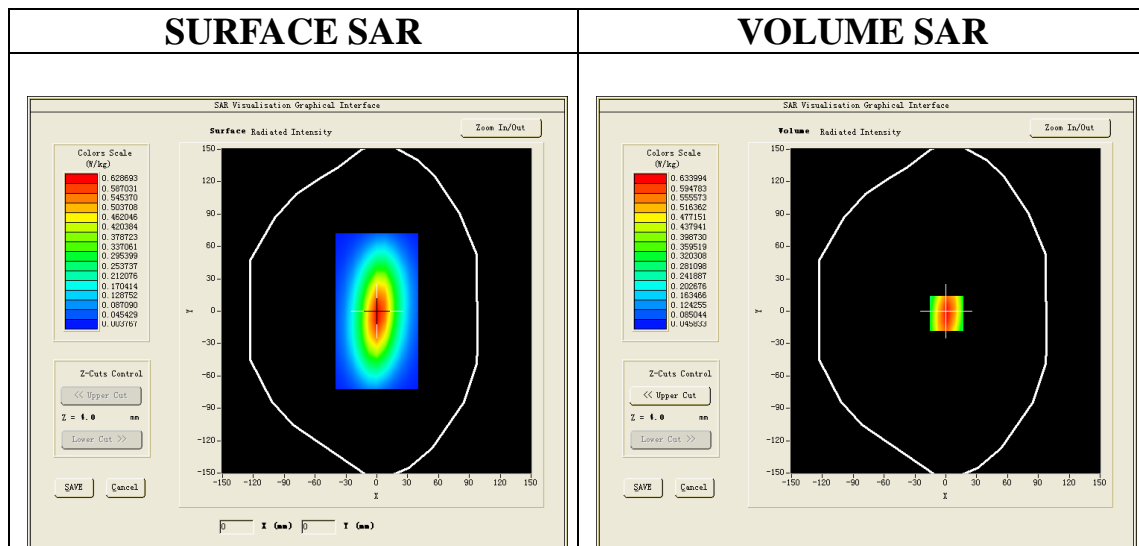 SURFACE SAR
SAR Visualisation Graphical Interface
Surface Radiated Intensity
Zoom In/Out
Colors Scale
(W/kg)
0.628693
0.587031
0.545370
0.503708
0.462046
0.420384
0.378723
0.337061
0.295399
0.253737
0.212076
0.170414
0.128752
0.087090
0.045429
0.003767
150
120
90
60
30
0
-30
-60
-90
-120
-150
Y
-150 -120 -90 -60 -30 0 30 60 90 120 150
X
Z-Cuts Control
<< Upper Cut
Z = 4.0 mm
Lower Cut >>
SAVE Cancel
0 X (mm) 0 Y (mm)
VOLUME SAR
SAR Visualisation Graphical Interface
Volume Radiated Intensity
Zoom In/Out
Colors Scale
(W/kg)
0.633994
0.594783
0.555573
0.516362
0.477151
0.437941
0.398730
0.359519
0.320308
0.281098
0.241887
0.202676
0.163466
0.124255
0.085044
0.045833
150
120
90
60
30
0
-30
-60
-90
-120
-150
Y
-150 -120 -90 -60 -30 0 30 60 90 120 150
X
Z-Cuts Control
<< Upper Cut
Z = 4.0 mm
Lower Cut >>
SAVE Cancel